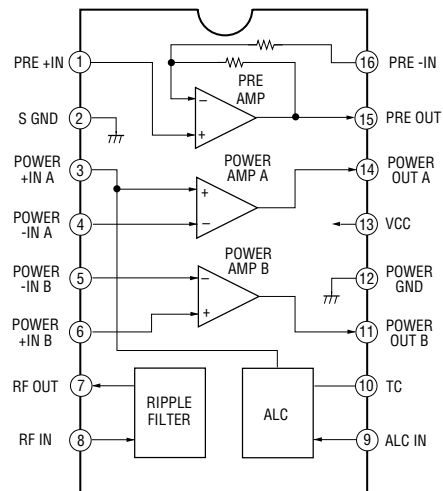 PRE +IN
1
16
PRE -IN
PRE
AMP
−
+
S GND
2
15
PRE OUT
POWER
+IN A
3
POWER
AMP A
+
−
14
POWER
OUT A
POWER
-IN A
4
13
VCC
POWER
-IN B
5
POWER
AMP B
−
+
12
POWER
GND
POWER
+IN B
6
11
POWER
OUT B
RF OUT
7
RIPPLE
FILTER
ALC
10
TC
RF IN
8
9
ALC IN